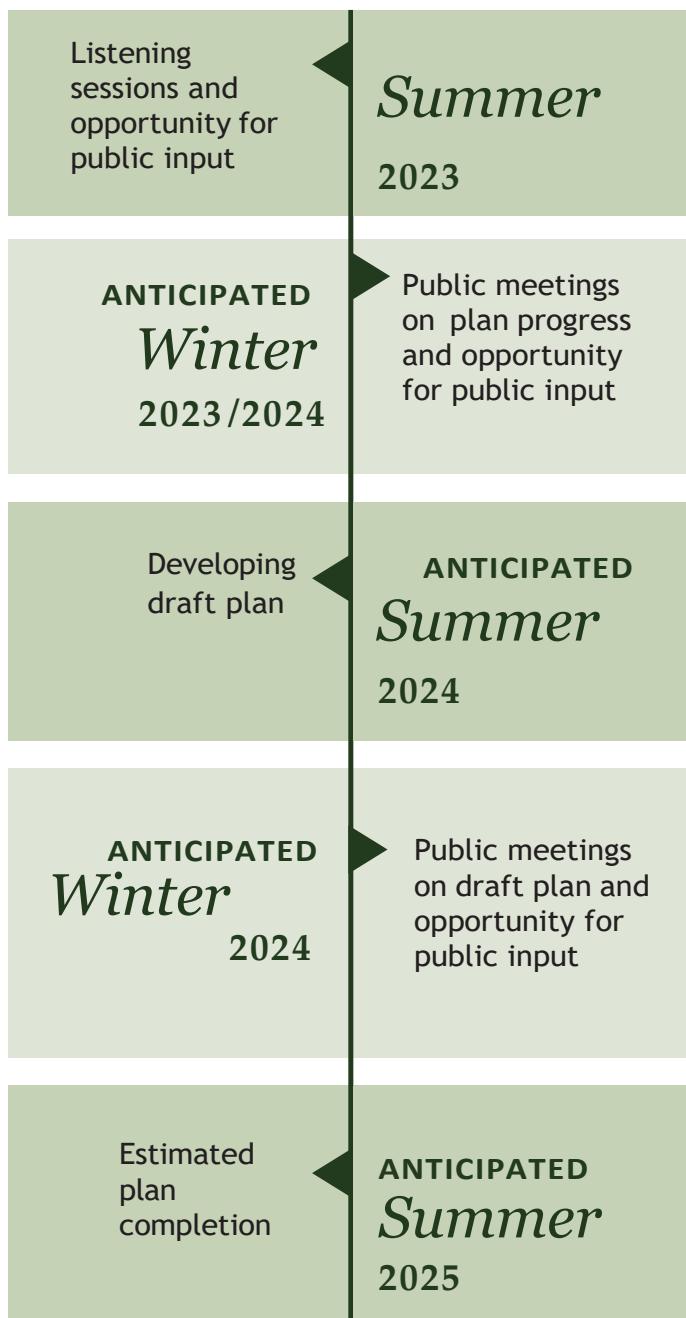 Listening
sessions and
opportunity for
public input
Summer
2023
ANTICIPATED
Winter
2023/2024
Public meetings
on plan progress
and opportunity
for public input
Developing
draft plan
ANTICIPATED
Summer
2024
ANTICIPATED
Winter
2024
Public meetings
on draft plan and
opportunity for
public input
Estimated
plan
completion
ANTICIPATED
Summer
2025